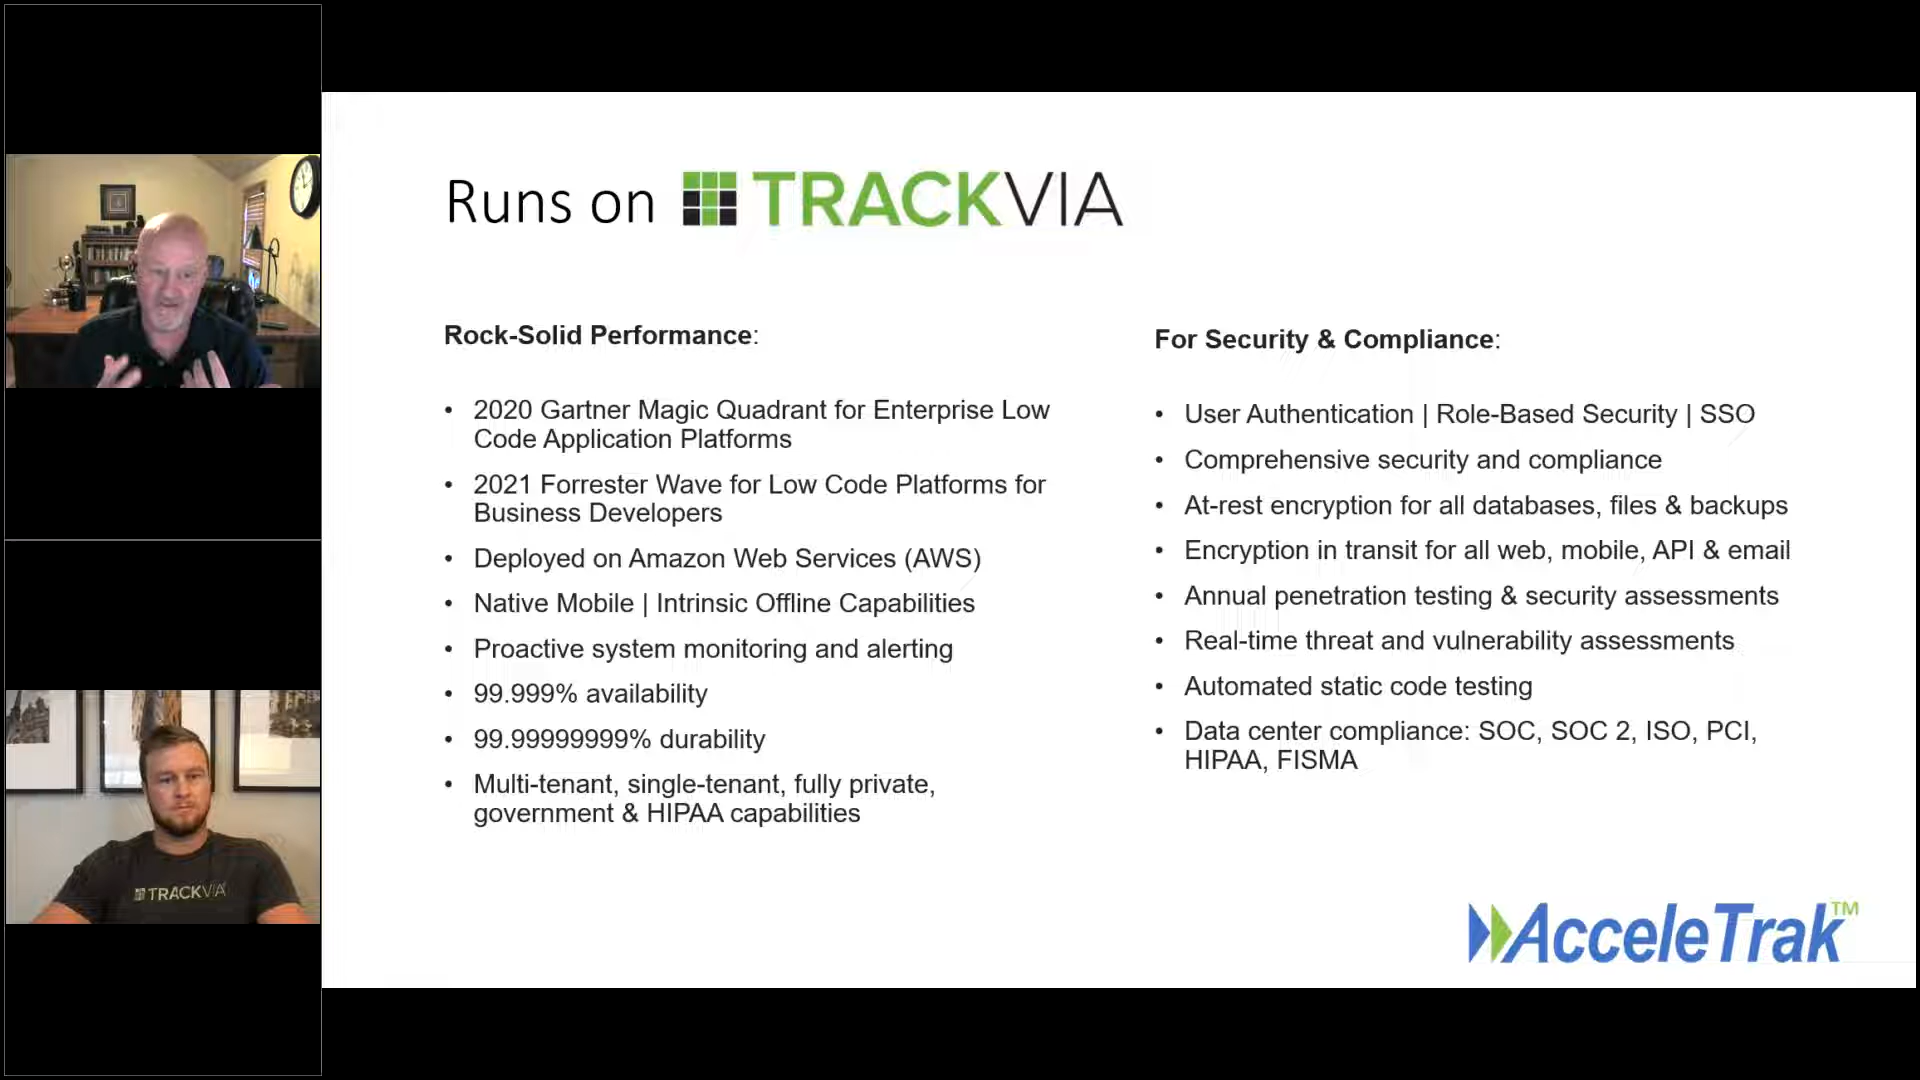 Runs on TRACKVIA
Rock-Solid Performance:
• 2020 Gartner Magic Quadrant for Enterprise Low
Code Application Platforms
• 2021 Forrester Wave for Low Code Platforms for
Business Developers
• Deployed on Amazon Web Services (AWS)
• Native Mobile | Intrinsic Offline Capabilities
• Proactive system monitoring and alerting
• 99.999% availability
• 99.99999999% durability
• Multi-tenant, single-tenant, fully private,
government & HIPAA capabilities
For Security & Compliance:
• User Authentication | Role-Based Security | SSO
• Comprehensive security and compliance
• At-rest encryption for all databases, files & backups
• Encryption in transit for all web, mobile, API & email
• Annual penetration testing & security assessments
• Real-time threat and vulnerability assessments
• Automated static code testing
• Data center compliance: SOC, SOC 2, ISO, PCI,
HIPAA, FISMA
AcceleTrak™
TRACKVIA